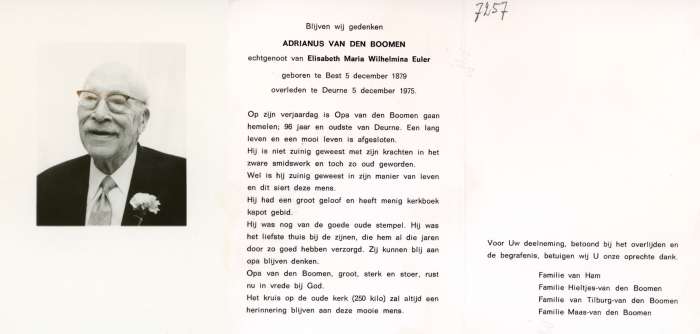 Blijven wij gedenken
ADRIANUS VAN DEN BOOMEN
echtgenoot van Elisabeth Maria Wilhelmina Euler
geboren te Best 5 december 1879
overleden te Deurne 5 december 1975.
Op zijn verjaardag is Opa van den Boomen gaan
hemelen; 96 jaar en oudste van Deurne. Een lang
leven en een mooi leven is afgesloten.
Hij is niet zuinig geweest met zijn krachten in het
zware smidswerk en toch zo oud geworden.
Wel is hij zuinig geweest in zijn manier van leven
en dit siert deze mens.
Hij had een groot geloof en heeft menig kerkboek
kapot gebid.
Hij was nog van de goede oude stempel. Hij was
het liefste thuis bij de zijnen, die hem al die jaren
door zo goed hebben verzorgd. Zij kunnen blij aan
opa blijven denken.
Opa van den Boomen, groot, sterk en stoer, rust
nu in vrede bij God.
Het kruis op de oude kerk (250 kilo) zal altijd een
herinnering blijven aan deze mooie mens.
7257
Voor Uw deelneming, betoond bij het overlijden en
de begrafenis, betuigen wij U onze oprechte dank.
Familie van Ham
Familie Hieltjes-van den Boomen
Familie van Tilburg-van den Boomen
Familie Maas-van den Boomen